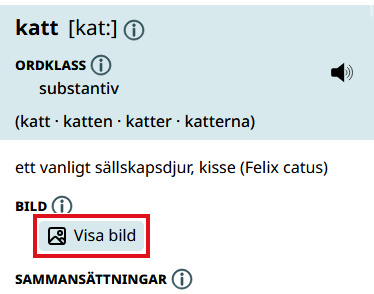 katt [kat:]
ORDKLASS
substantiv
(katt · katten · katter · katterna)
ett vanligt sällskapsdjur, kisse (Felix catus)
BILD
Visa bild
SAMMANSÄTTNINGAR